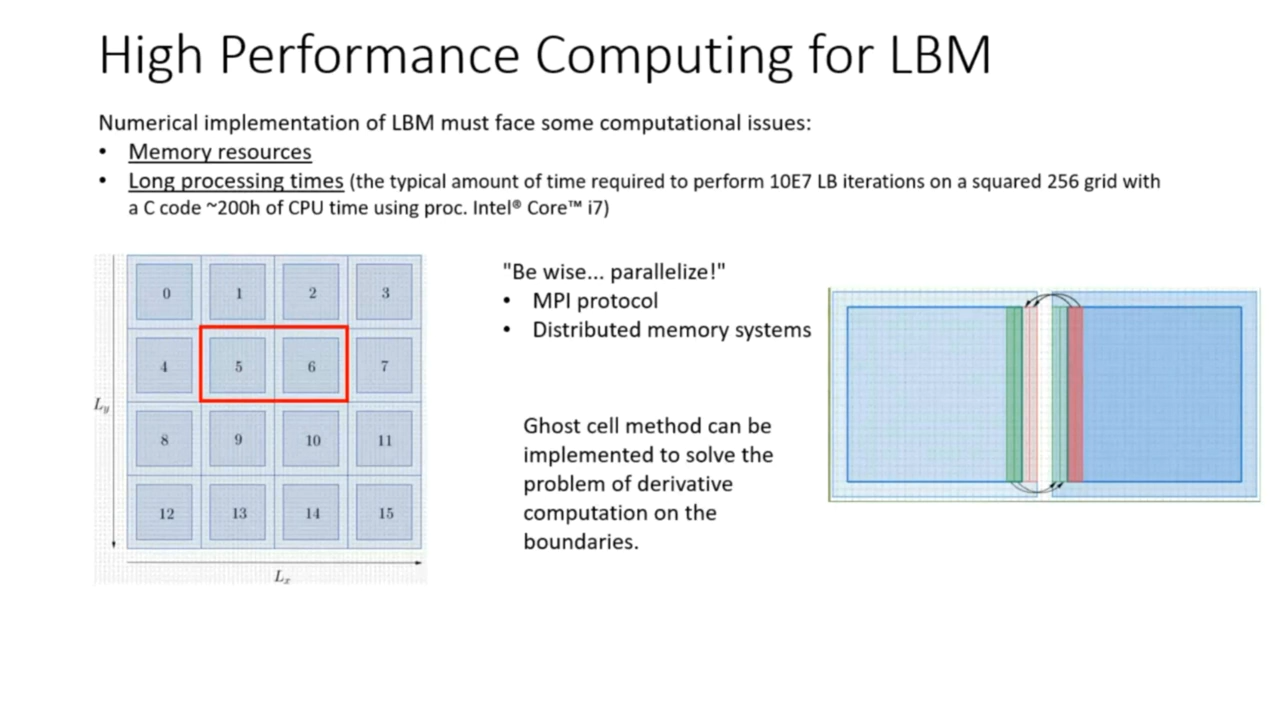 High Performance Computing for LBM
Numerical implementation of LBM must face some computational issues:
• Memory resources
• Long processing times (the typical amount of time required to perform 10E7 LB iterations on a squared 256 grid with
a C code ~200h of CPU time using proc. Intel® Core™ i7)
0 1 2 3
4 5 6 7
8 9 10 11
12 13 14 15
Ly
Lx
"Be wise... parallelize!"
• MPI protocol
• Distributed memory systems
Ghost cell method can be
implemented to solve the
problem of derivative
computation on the
boundaries.